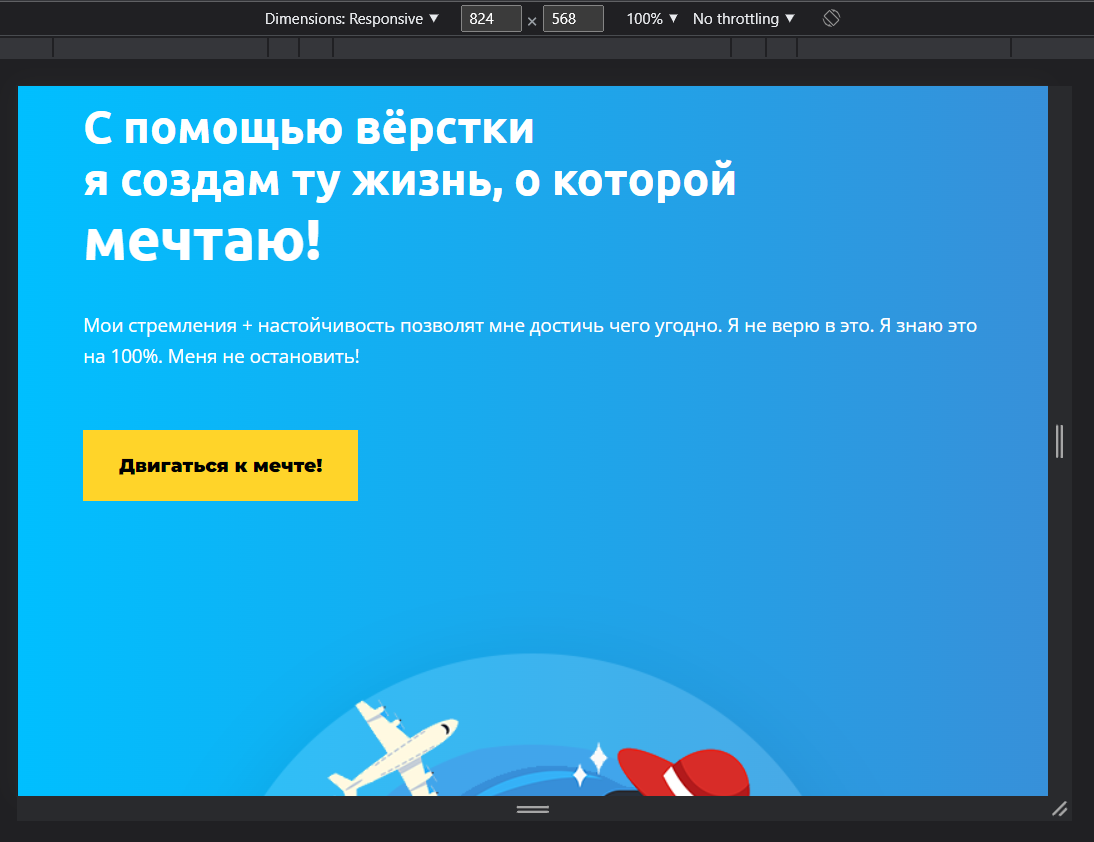 Dimensions: Responsive ▼ 824 × 568 100% ▼ No throttling ▼
С помощью вёрстки
я создам ту жизнь, о которой
мечтаю!
Мои стремления + настойчивость позволят мне достичь чего угодно. Я не верю в это. Я знаю это
на 100%. Меня не остановить!
Двигаться к мечте!